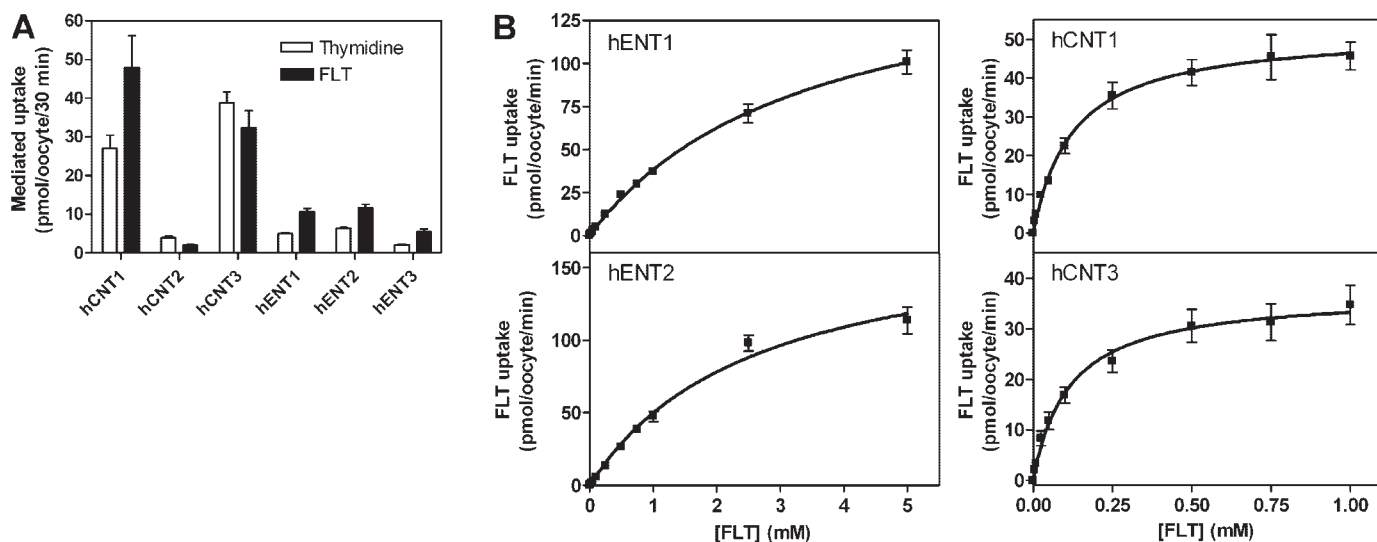 A
Mediated uptake
(pmol/oocyte/30 min)
60
50
40
30
20
10
0
Thymidine
FLT
hCNT1
hCNT2
hCNT3
hENT1
hENT2
hENT3
B
hENT1
FLT uptake
(pmol/oocyte/min)
125
100
75
50
25
0
hCNT1
FLT uptake
(pmol/oocyte/min)
50
40
30
20
10
0
hENT2
FLT uptake
(pmol/oocyte/min)
150
100
50
0
0 1 2 3 4 5
[FLT] (mM)
hCNT3
FLT uptake
(pmol/oocyte/min)
40
30
20
10
0
0.00 0.25 0.50 0.75 1.00
[FLT] (mM)